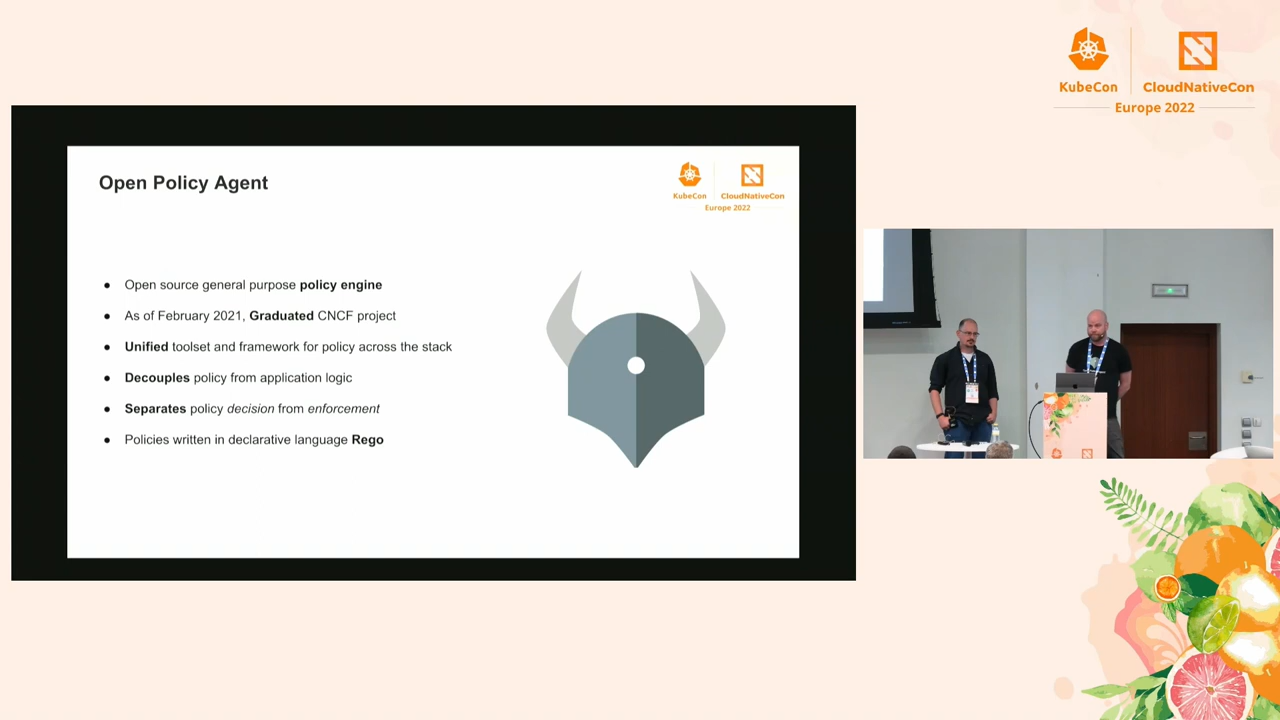 KubeCon
CloudNativeCon
Europe 2022
Open Policy Agent
KubeCon
CloudNativeCon
Europe 2022
● Open source general purpose policy engine
● As of February 2021, Graduated CNCF project
● Unified toolset and framework for policy across the stack
● Decouples policy from application logic
● Separates policy decision from enforcement
● Policies written in declarative language Rego